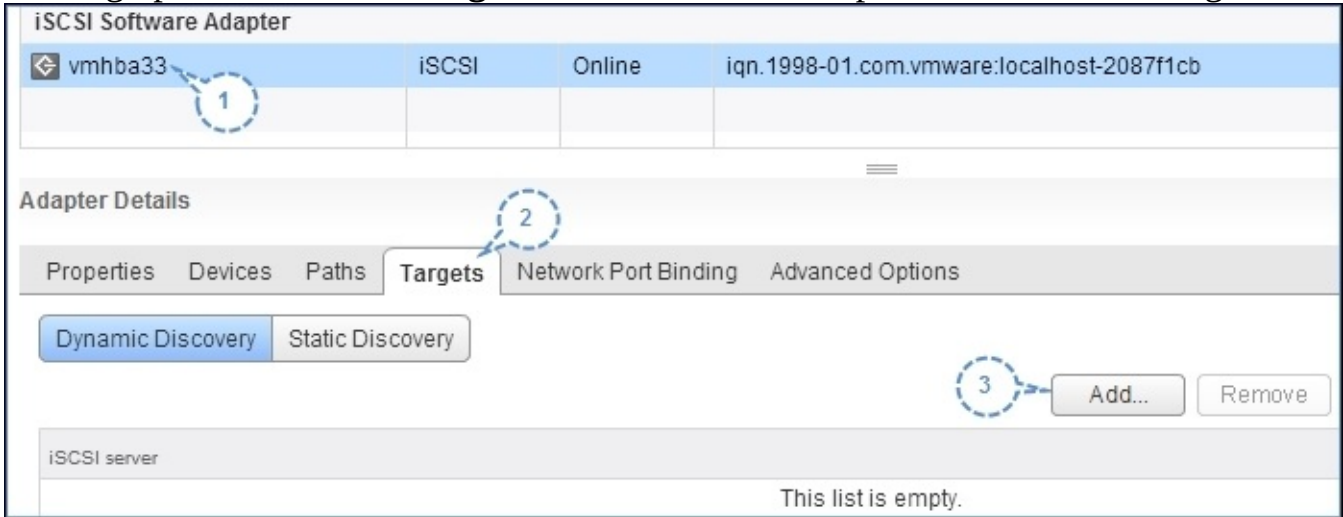 iSCSI Software Adapter
vmhba33 iSCSI Online iqn.1998-01.com.vmware:localhost-2087f1cb
1
Adapter Details
2
Properties Devices Paths Targets Network Port Binding Advanced Options
Dynamic Discovery Static Discovery
3 Add... Remove
iSCSI server
This list is empty.